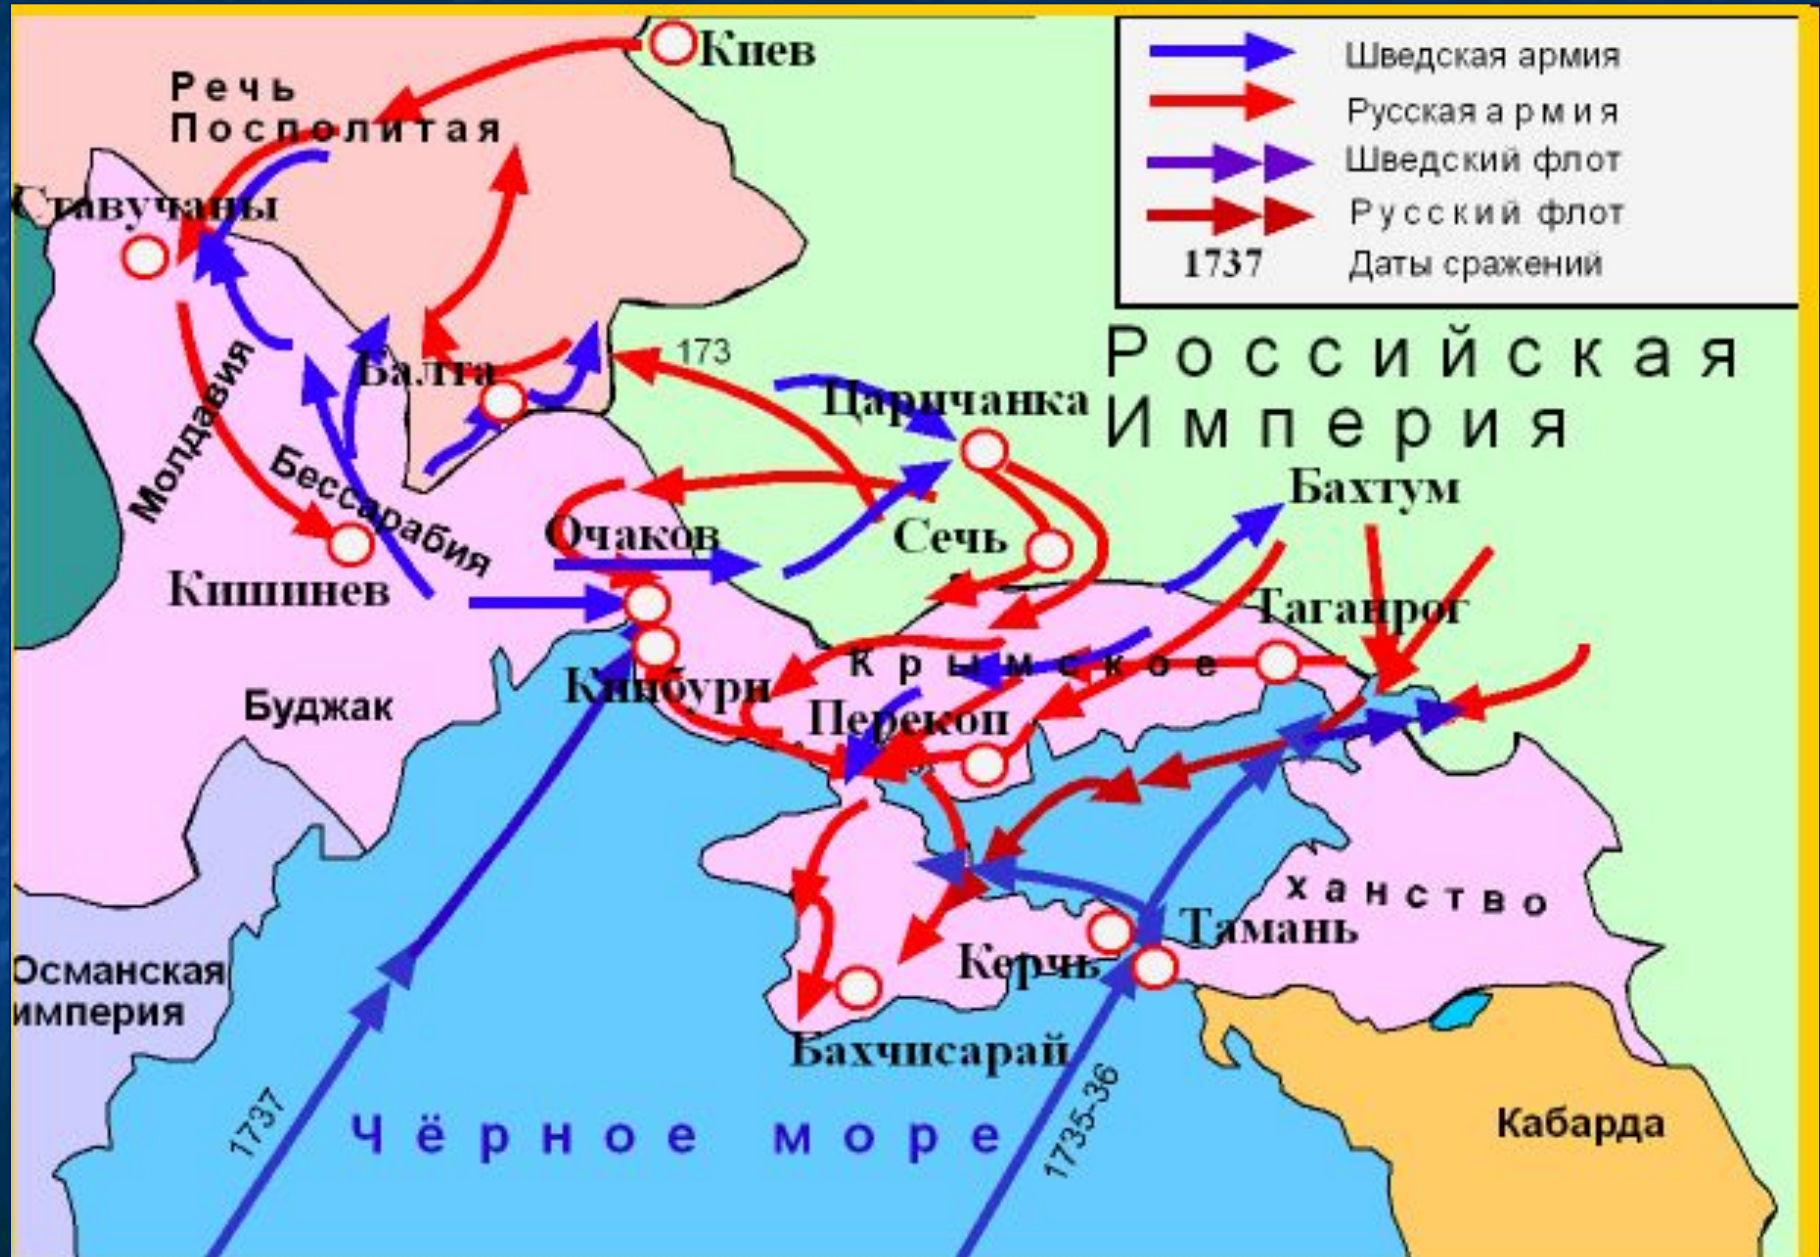 Киев
Речь
Посполитая
Шведская армия
Русская армия
Шведский флот
Русский флот
1737 Даты сражений
Ставучаны
Российская
Империя
173
Балта
Царичанка
Молдавия
Бессарабия
Бахтум
Очаков
Сечь
Кишинев
Таганрог
Крымское
Кинбурн
Буджак
Перекоп
ханство
Тамань
Керчь
Османская
империя
Бахчисарай
1737
1735-36
Чёрное море
Кабарда